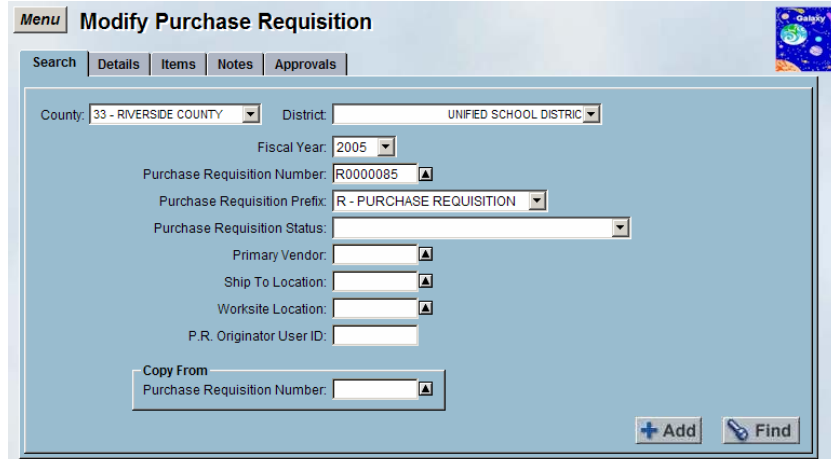 Menu Modify Purchase Requisition
Galaxy
Search Details Items Notes Approvals
County: 33 - RIVERSIDE COUNTY District: UNIFIED SCHOOL DISTRIC
Fiscal Year: 2005
Purchase Requisition Number: R0000085
Purchase Requisition Prefix: R - PURCHASE REQUISITION
Purchase Requisition Status:
Primary Vendor:
Ship To Location:
Worksite Location:
P.R. Originator User ID:
Copy From
Purchase Requisition Number:
Add Find